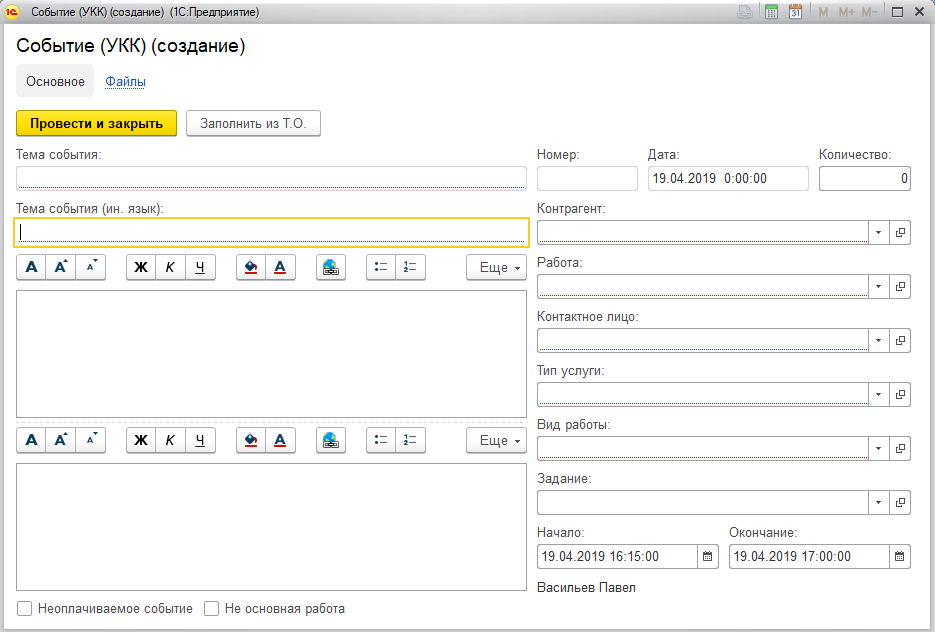 Событие (УКК) (создание) (1С:Предприятие)
M M+ M-
Событие (УКК) (создание)
Основное Файлы
Провести и закрыть Заполнить из Т.О.
Тема события: Номер: Дата: Количество:
19.04.2019 0:00:00 0
Тема события (ин. язык): Контрагент:
А А А Ж К Ч А Еще
Работа:
Контактное лицо:
Тип услуги:
Вид работы:
А А А Ж К Ч А Еще
Задание:
Начало: Окончание:
19.04.2019 16:15:00 19.04.2019 17:00:00
Васильев Павел
Неоплачиваемое событие Не основная работа